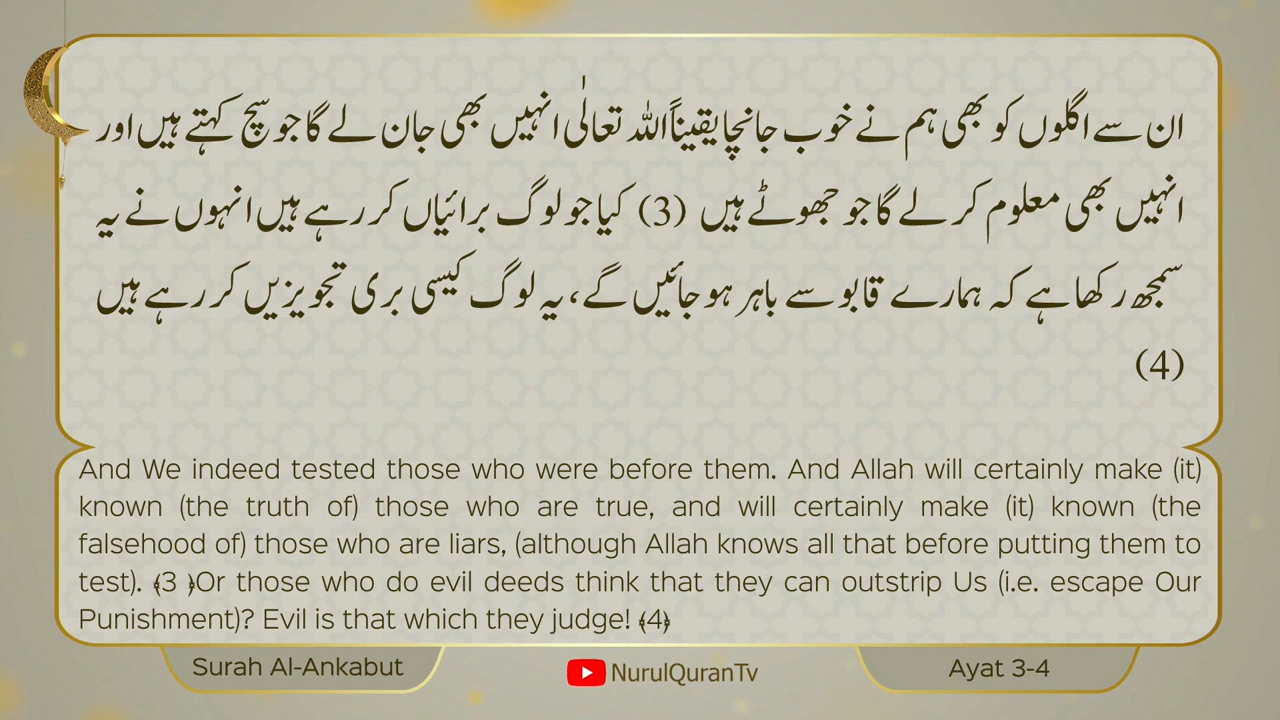 ان سے اگلوں کو بھی ہم نے خوب جانچا یقیناًاللہ تعالٰی انہیں بھی جان لے گا جو سچ کہتے ہیں اور
انہیں بھی معلوم کر لے گا جو جھوٹے ہیں (3) کیا جو لوگ برائیاں کر رہے ہیں انہوں نے یہ
سمجھ رکھا ہے کہ ہمارے قابو سے باہر ہو جائیں گے، یہ لوگ کیسی بری تجویزیں کر رہے ہیں
(4)
And We indeed tested those who were before them. And Allah will certainly make (it)
known (the truth of) those who are true, and will certainly make (it) known (the
falsehood of) those who are liars, (although Allah knows all that before putting them to
test). ﴾3 ﴿Or those who do evil deeds think that they can outstrip Us (i.e. escape Our
Punishment)? Evil is that which they judge! ﴾4﴿
Surah Al-Ankabut
NurulQuranTv
Ayat 3-4